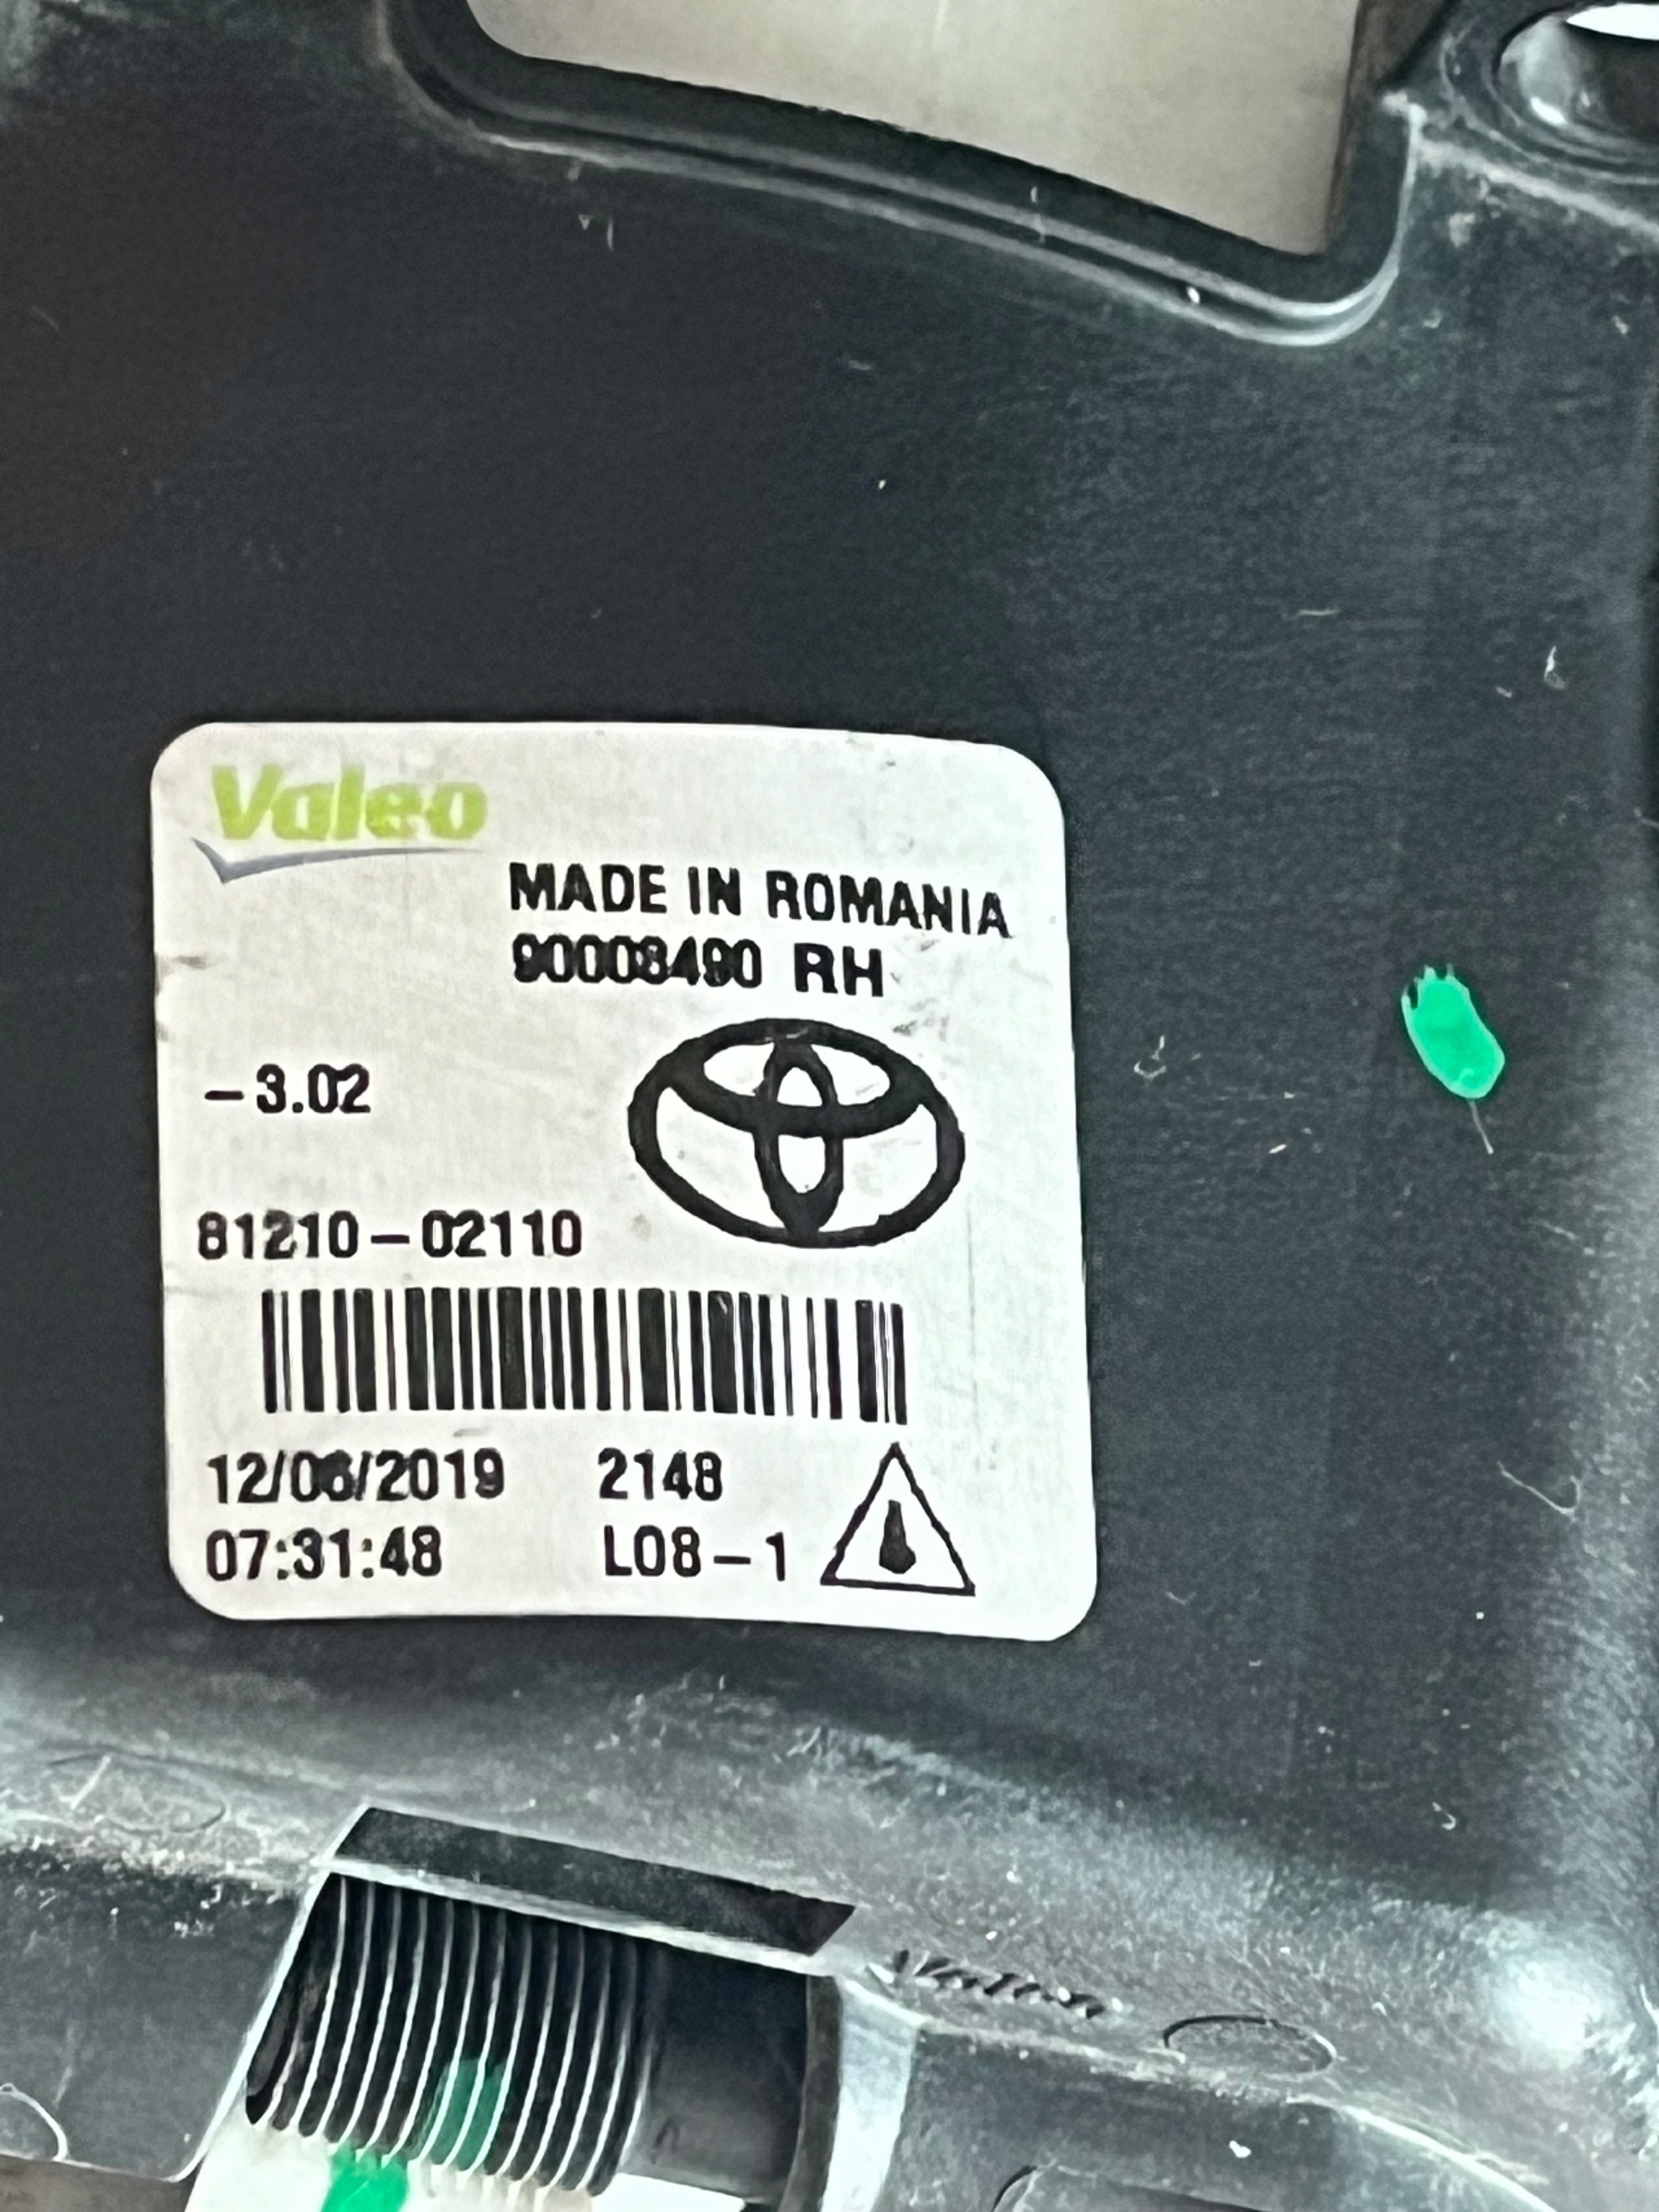 Valeo
MADE IN ROMANIA
90008490 RH
-3.02
81210-02110
12/06/2019 2148
07:31:48 L08-1
Valeo